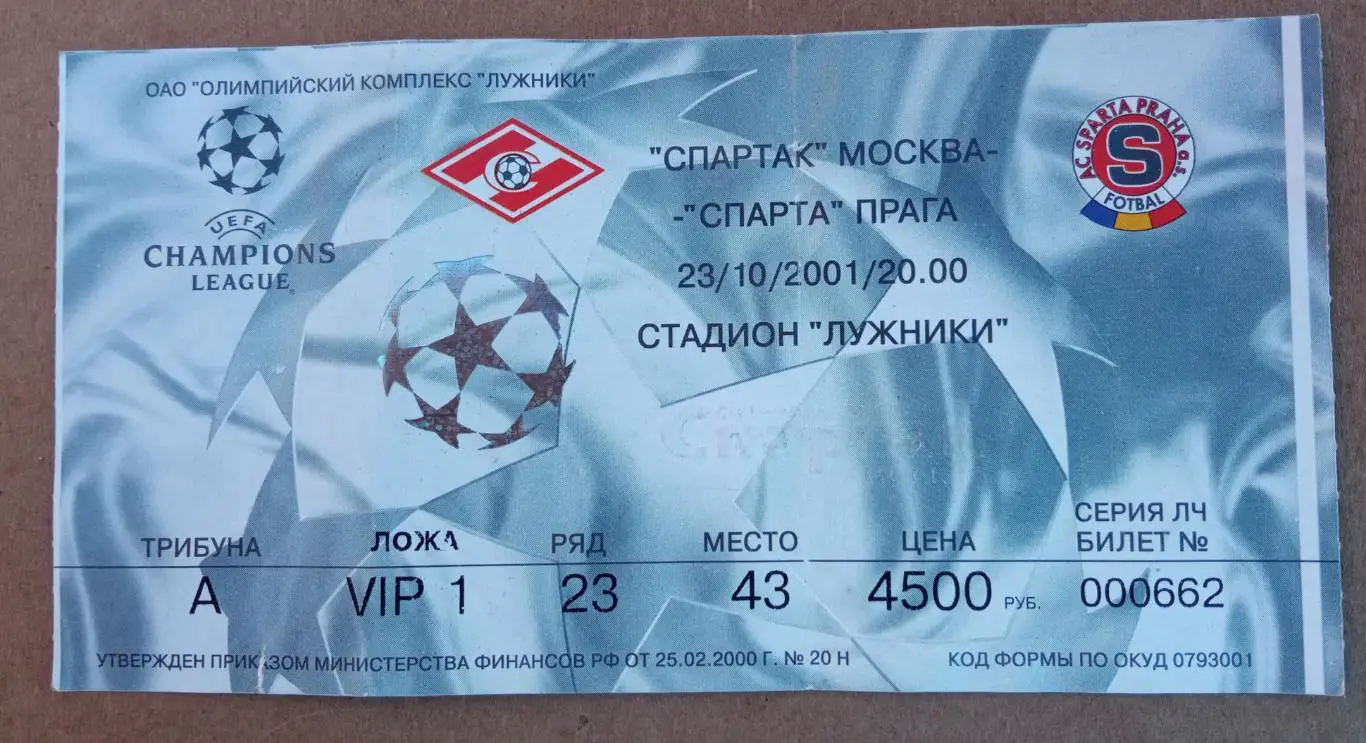 ОАО "ОЛИМПИЙСКИЙ КОМПЛЕКС "ЛУЖНИКИ"
UEFA
CHAMPIONS
LEAGUE
"СПАРТАК" МОСКВА-
-"СПАРТА" ПРАГА
23/10/2001/20.00
СТАДИОН "ЛУЖНИКИ"
AC SPARTA PRAHA a.s.
S
FOTBAL
ТРИБУНА ЛОЖА РЯД МЕСТО ЦЕНА СЕРИЯ ЛЧ
БИЛЕТ №
А VIP 1 23 43 4500 РУБ. 000662
УТВЕРЖДЕН ПРИКАЗОМ МИНИСТЕРСТВА ФИНАНСОВ РФ ОТ 25.02.2000 Г. № 20 Н КОД ФОРМЫ ПО ОКУД 0793001